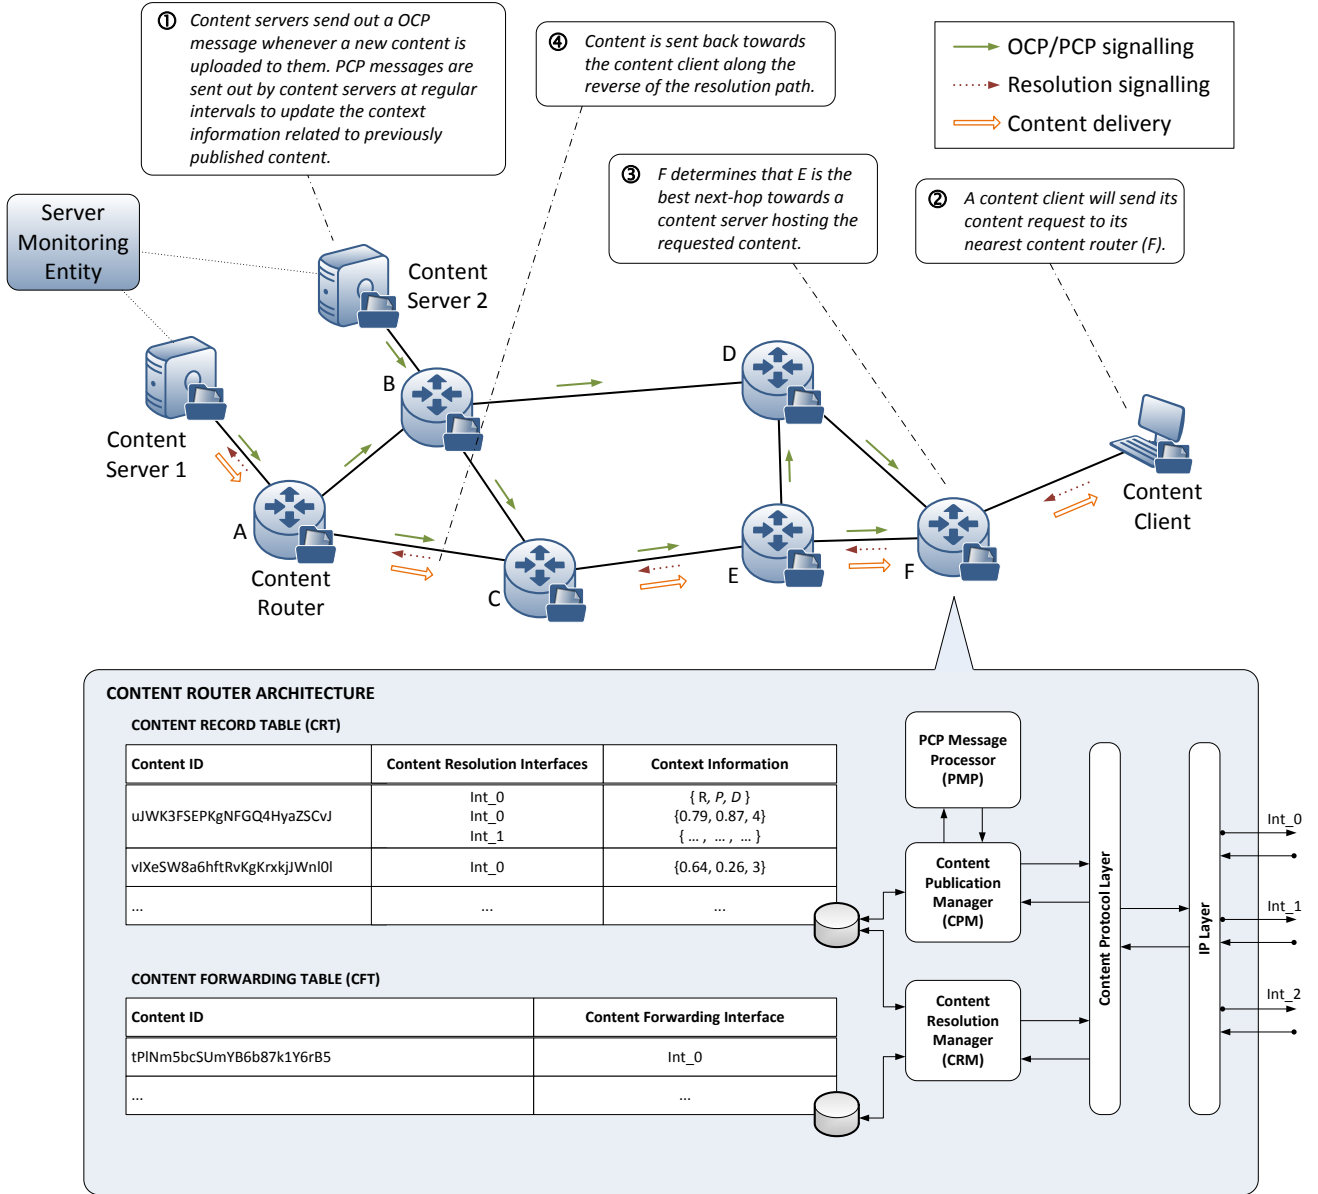 ① Content servers send out a OCP
message whenever a new content is
uploaded to them. PCP messages are
sent out by content servers at regular
intervals to update the context
information related to previously
published content.
④ Content is sent back towards
the content client along the
reverse of the resolution path.
OCP/PCP signalling
Resolution signalling
Content delivery
③ F determines that E is the
best next-hop towards a
content server hosting the
requested content.
② A content client will send its
content request to its
nearest content router (F).
Server
Monitoring
Entity
Content
Server 2
Content
Server 1
B
D
A
Content
Router
C
E
F
Content
Client
CONTENT ROUTER ARCHITECTURE
CONTENT RECORD TABLE (CRT)
Content ID Content Resolution Interfaces Context Information
uJWK3FSEPKgNFGQ4HyaZSCvJ
Int_0 { R, P, D }
Int_0 {0.79, 0.87, 4}
Int_1 { ... , ... , ... }
vIXeSW8a6hftRvKgKrxkjJWnl0l Int_0 {0.64, 0.26, 3}
... ... ...
CONTENT FORWARDING TABLE (CFT)
Content ID Content Forwarding Interface
tPlNm5bcSUmYB6b87k1Y6rB5 Int_0
... ...
PCP Message
Processor
(PMP)
Content
Publication
Manager
(CPM)
Content
Resolution
Manager
(CRM)
Content Protocol Layer
IP Layer
Int_0
Int_1
Int_2